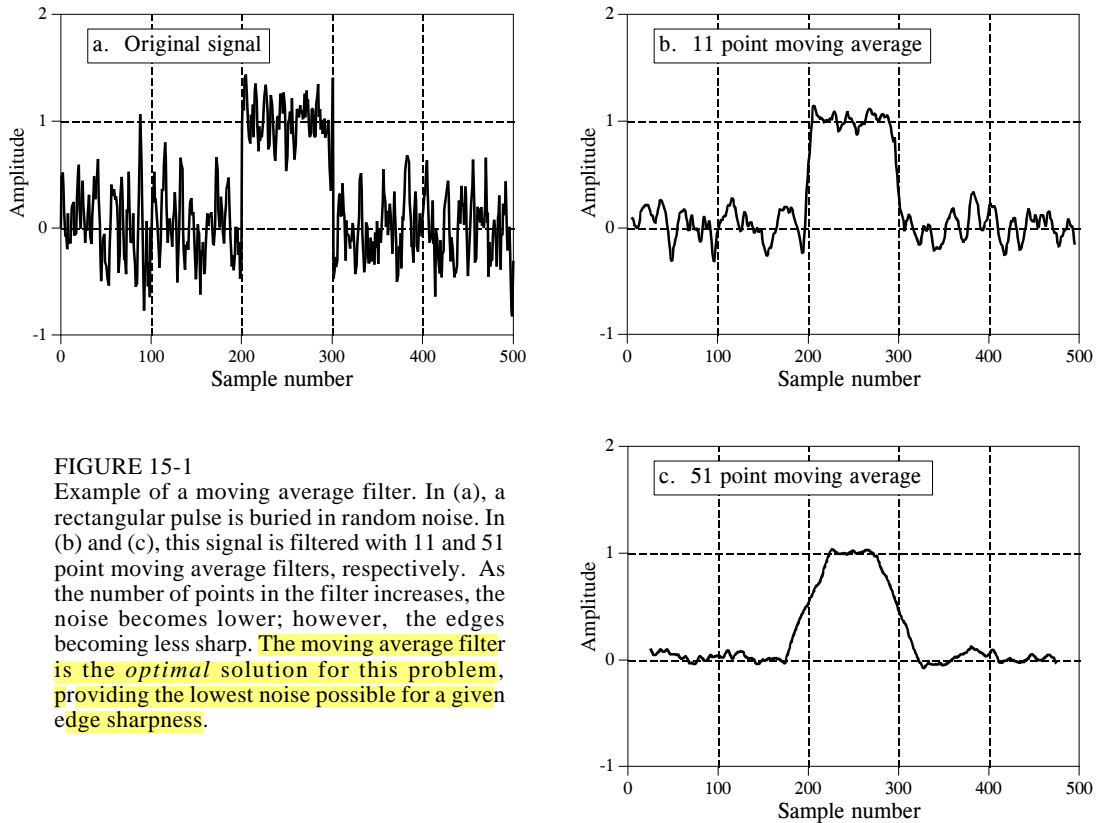 2
1
0
-1
Amplitude
a. Original signal
0 100 200 300 400 500
Sample number
2
1
0
-1
Amplitude
b. 11 point moving average
0 100 200 300 400 500
Sample number
FIGURE 15-1
Example of a moving average filter. In (a), a
rectangular pulse is buried in random noise. In
(b) and (c), this signal is filtered with 11 and 51
point moving average filters, respectively. As
the number of points in the filter increases, the
noise becomes lower; however, the edges
becoming less sharp. The moving average filter
is the optimal solution for this problem,
providing the lowest noise possible for a given
edge sharpness.
2
1
0
-1
Amplitude
c. 51 point moving average
0 100 200 300 400 500
Sample number